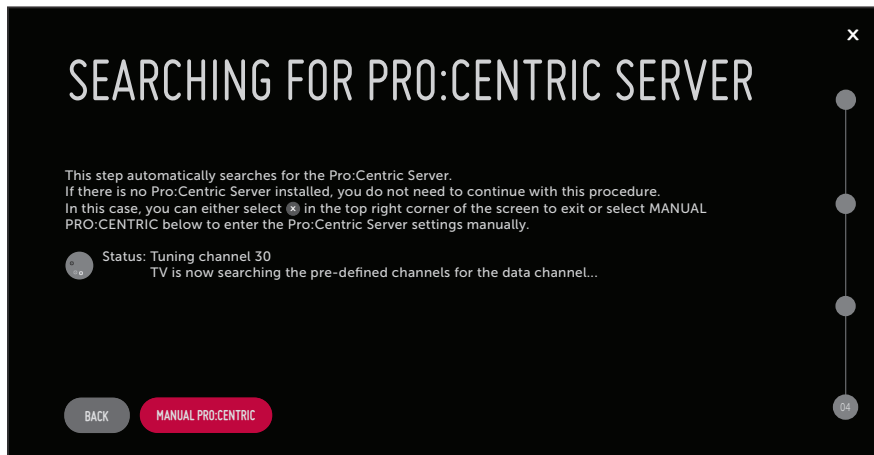 X
SEARCHING FOR PRO:CENTRIC SERVER
This step automatically searches for the Pro:Centric Server.
If there is no Pro:Centric Server installed, you do not need to continue with this procedure.
In this case, you can either select ⓧ in the top right corner of the screen to exit or select MANUAL
PRO:CENTRIC below to enter the Pro:Centric Server settings manually.
Status: Tuning channel 30
TV is now searching the pre-defined channels for the data channel...
BACK
MANUAL PRO:CENTRIC
04